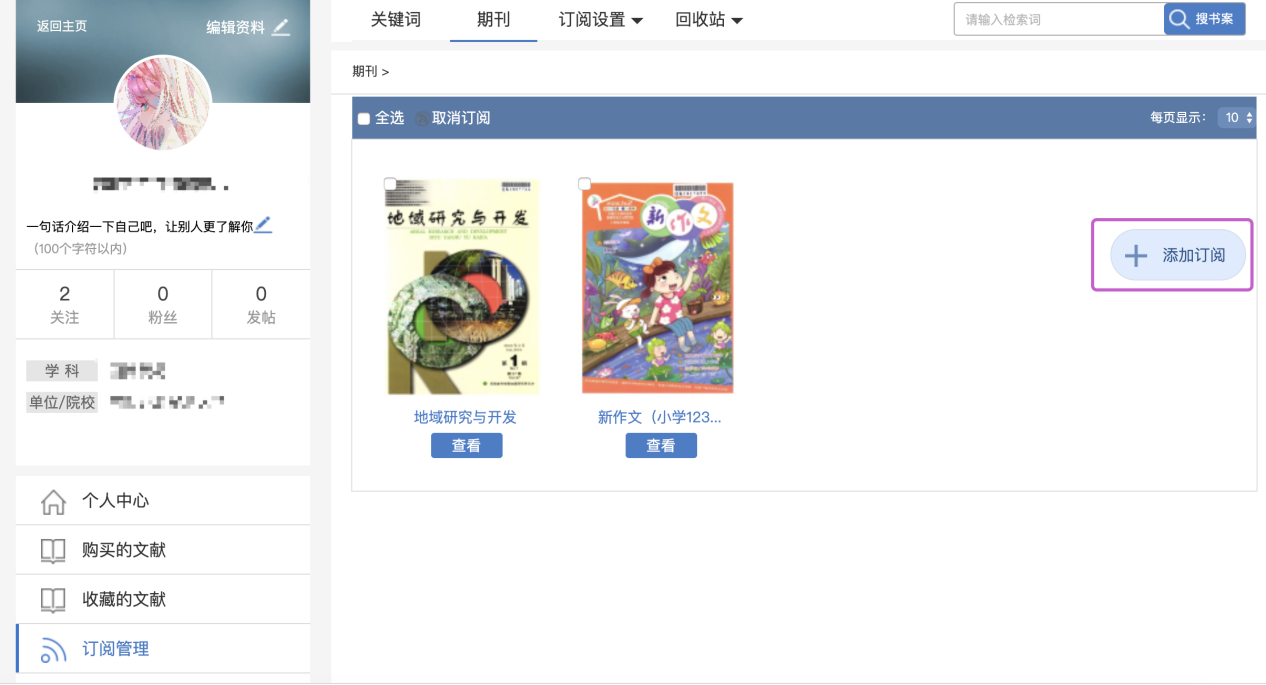 返回主页
编辑资料
一句话介绍一下自己吧，让别人更了解你
（100个字符以内）
2
关注
0
粉丝
0
发帖
学 科
单位/院校
个人中心
购买的文献
收藏的文献
订阅管理
关键词
期刊
订阅设置
回收站
请输入检索词
搜书案
期刊 >
全选
取消订阅
每页显示：
10
地域研究与开发
AREAL RESEARCH AND DEVELOPMENT
第1期
新作文
添加订阅
地域研究与开发
新作文（小学123...
查看
查看